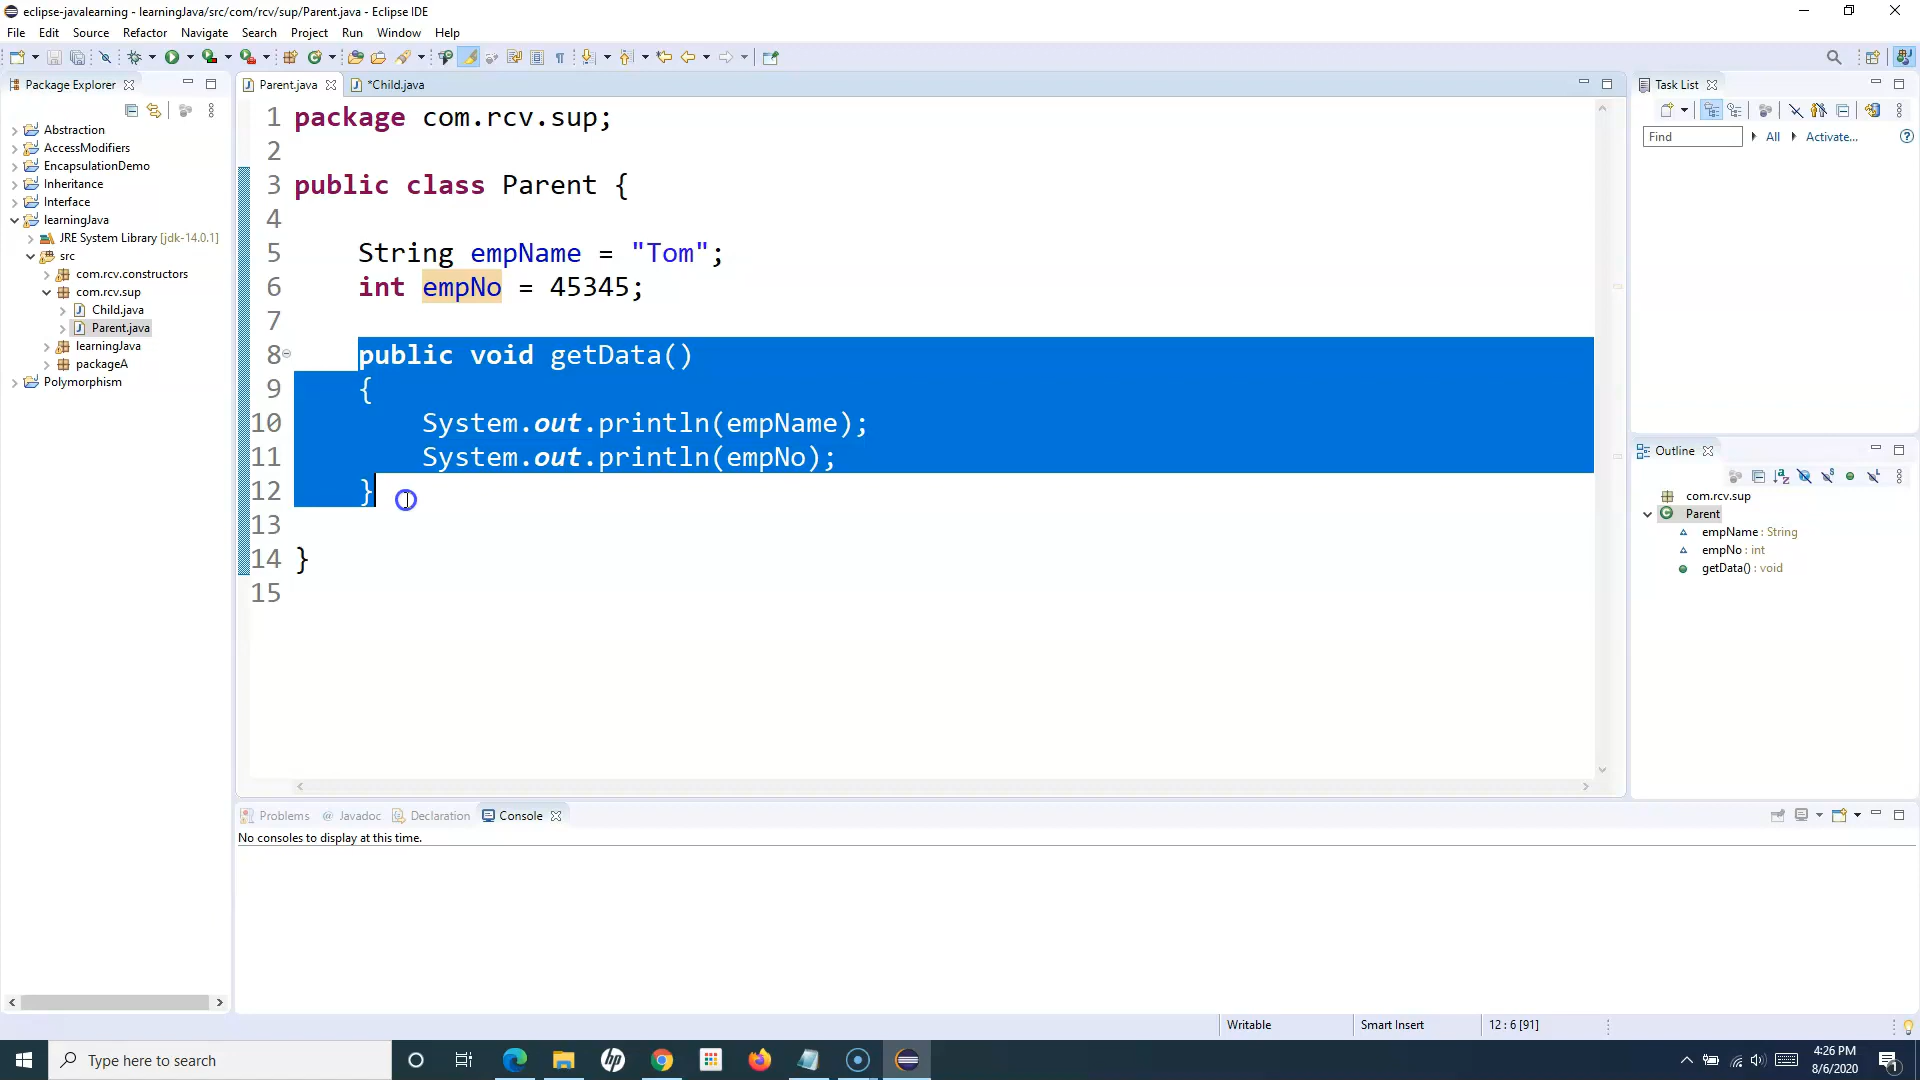 eclipse-javalearning - learningJava/src/com/rcv/sup/Parent.java - Eclipse IDE
File Edit Source Refactor Navigate Search Project Run Window Help
Package Explorer
Abstraction
AccessModifiers
EncapsulationDemo
Inheritance
Interface
learningJava
JRE System Library [jdk-14.0.1]
src
com.rcv.constructors
com.rcv.sup
Child.java
Parent.java
learningJava
packageA
Polymorphism
Parent.java *Child.java
1 package com.rcv.sup;
2
3 public class Parent {
4
5 String empName = "Tom";
6 int empNo = 45345;
7
8 public void getData()
9 {
10 System.out.println(empName);
11 System.out.println(empNo);
12 }
13
14 }
15
Task List
Find All Activate...
Outline
com.rcv.sup
Parent
empName : String
empNo : int
getData() : void
Problems Javadoc Declaration Console
No consoles to display at this time.
Writable Smart Insert 12 : 6 [91]
Type here to search
4:26 PM
8/6/2020
1